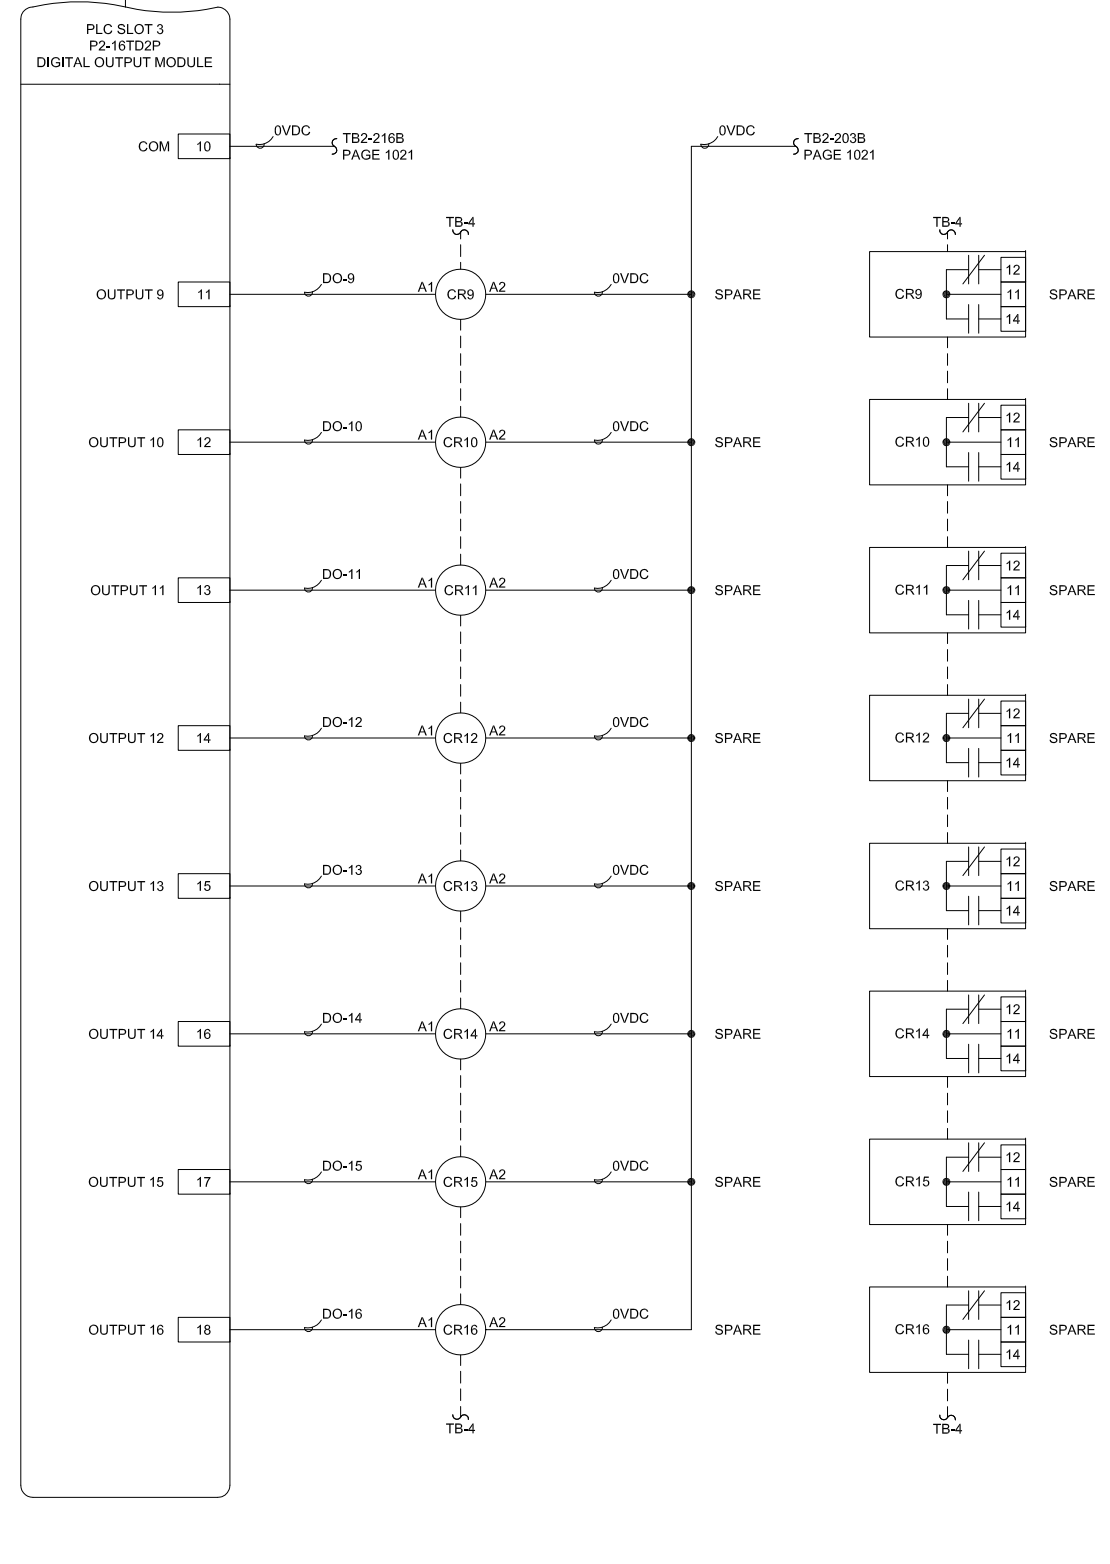 PLC SLOT 3
P2-16TD2P
DIGITAL OUTPUT MODULE
COM 10 0VDC TB2-216B
PAGE 1021
0VDC TB2-203B
PAGE 1021
TB-4 TB-4
OUTPUT 9 11 DO-9 A1 CR9 A2 0VDC SPARE CR9 12 11 14 SPARE
OUTPUT 10 12 DO-10 A1 CR10 A2 0VDC SPARE CR10 12 11 14 SPARE
OUTPUT 11 13 DO-11 A1 CR11 A2 0VDC SPARE CR11 12 11 14 SPARE
OUTPUT 12 14 DO-12 A1 CR12 A2 0VDC SPARE CR12 12 11 14 SPARE
OUTPUT 13 15 DO-13 A1 CR13 A2 0VDC SPARE CR13 12 11 14 SPARE
OUTPUT 14 16 DO-14 A1 CR14 A2 0VDC SPARE CR14 12 11 14 SPARE
OUTPUT 15 17 DO-15 A1 CR15 A2 0VDC SPARE CR15 12 11 14 SPARE
OUTPUT 16 18 DO-16 A1 CR16 A2 0VDC SPARE CR16 12 11 14 SPARE
TB-4 TB-4